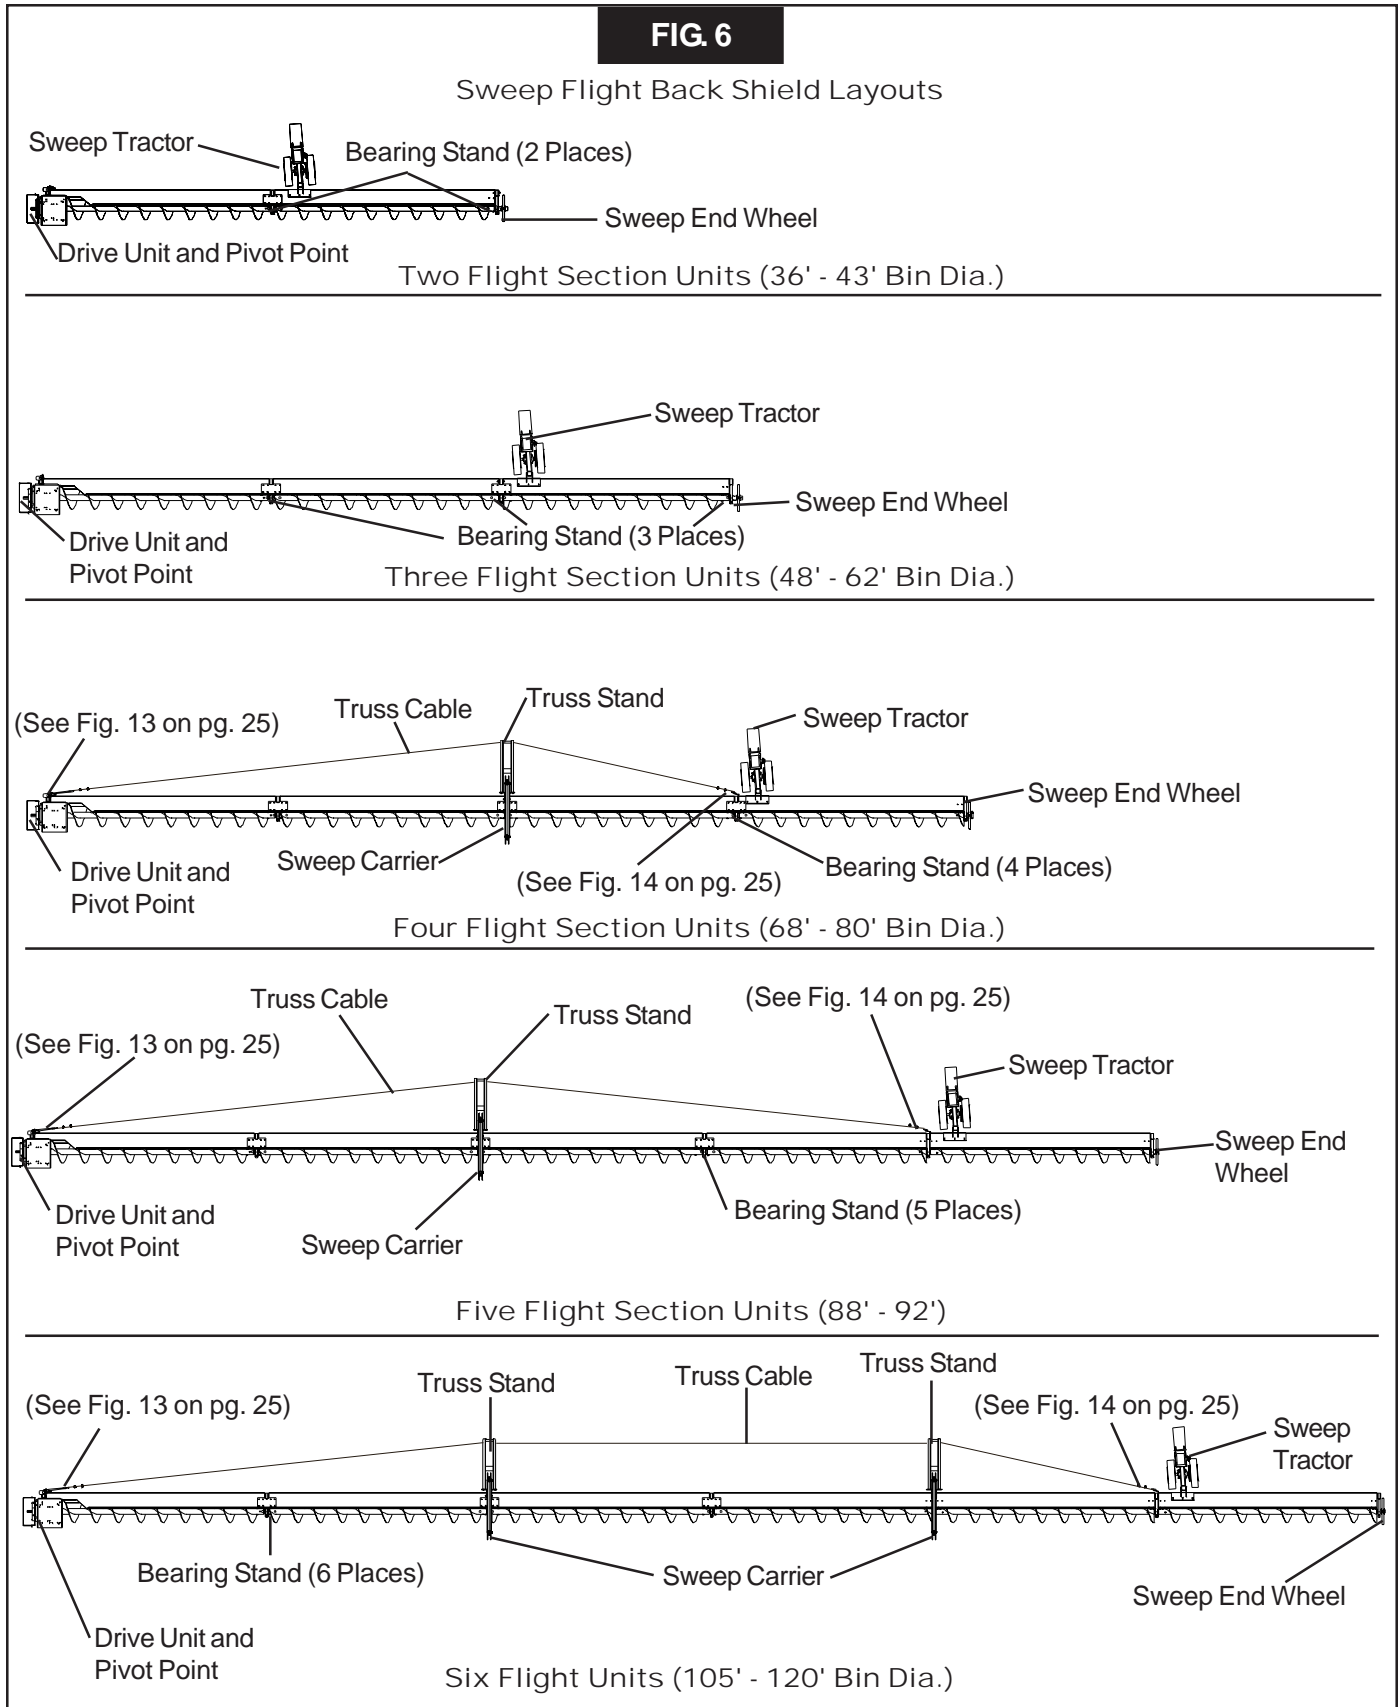 FIG. 6
Sweep Flight Back Shield Layouts
Sweep Tractor
Bearing Stand (2 Places)
Sweep End Wheel
Drive Unit and Pivot Point
Two Flight Section Units (36' - 43' Bin Dia.)
Sweep Tractor
Sweep End Wheel
Bearing Stand (3 Places)
Drive Unit and
Pivot Point
Three Flight Section Units (48' - 62' Bin Dia.)
(See Fig. 13 on pg. 25)
Truss Cable
Truss Stand
Sweep Tractor
Sweep End Wheel
Drive Unit and
Pivot Point
Sweep Carrier
(See Fig. 14 on pg. 25)
Bearing Stand (4 Places)
Four Flight Section Units (68' - 80' Bin Dia.)
(See Fig. 13 on pg. 25)
Truss Cable
Truss Stand
(See Fig. 14 on pg. 25)
Sweep Tractor
Sweep End
Wheel
Drive Unit and
Pivot Point
Sweep Carrier
Bearing Stand (5 Places)
Five Flight Section Units (88' - 92')
(See Fig. 13 on pg. 25)
Truss Stand
Truss Cable
Truss Stand
(See Fig. 14 on pg. 25)
Sweep
Tractor
Bearing Stand (6 Places)
Sweep Carrier
Sweep End Wheel
Drive Unit and
Pivot Point
Six Flight Units (105' - 120' Bin Dia.)